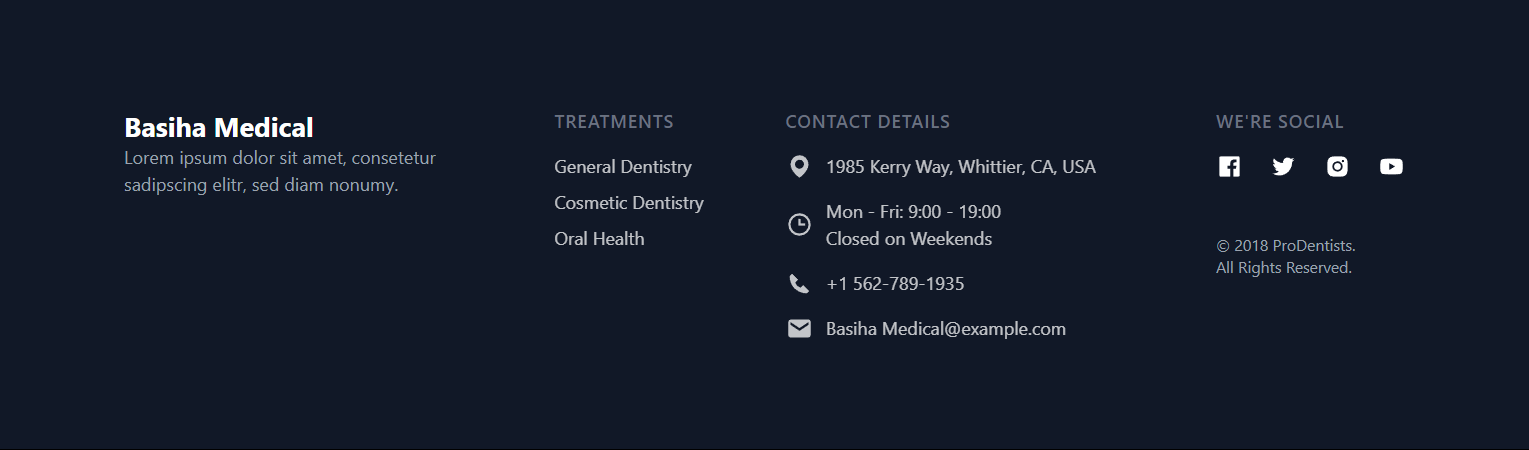 Basiha Medical
Lorem ipsum dolor sit amet, consetetur
sadipscing elitr, sed diam nonumy.
TREATMENTS
General Dentistry
Cosmetic Dentistry
Oral Health
CONTACT DETAILS
1985 Kerry Way, Whittier, CA, USA
Mon - Fri: 9:00 - 19:00
Closed on Weekends
+1 562-789-1935
Basiha Medical@example.com
WE'RE SOCIAL
© 2018 ProDentists.
All Rights Reserved.